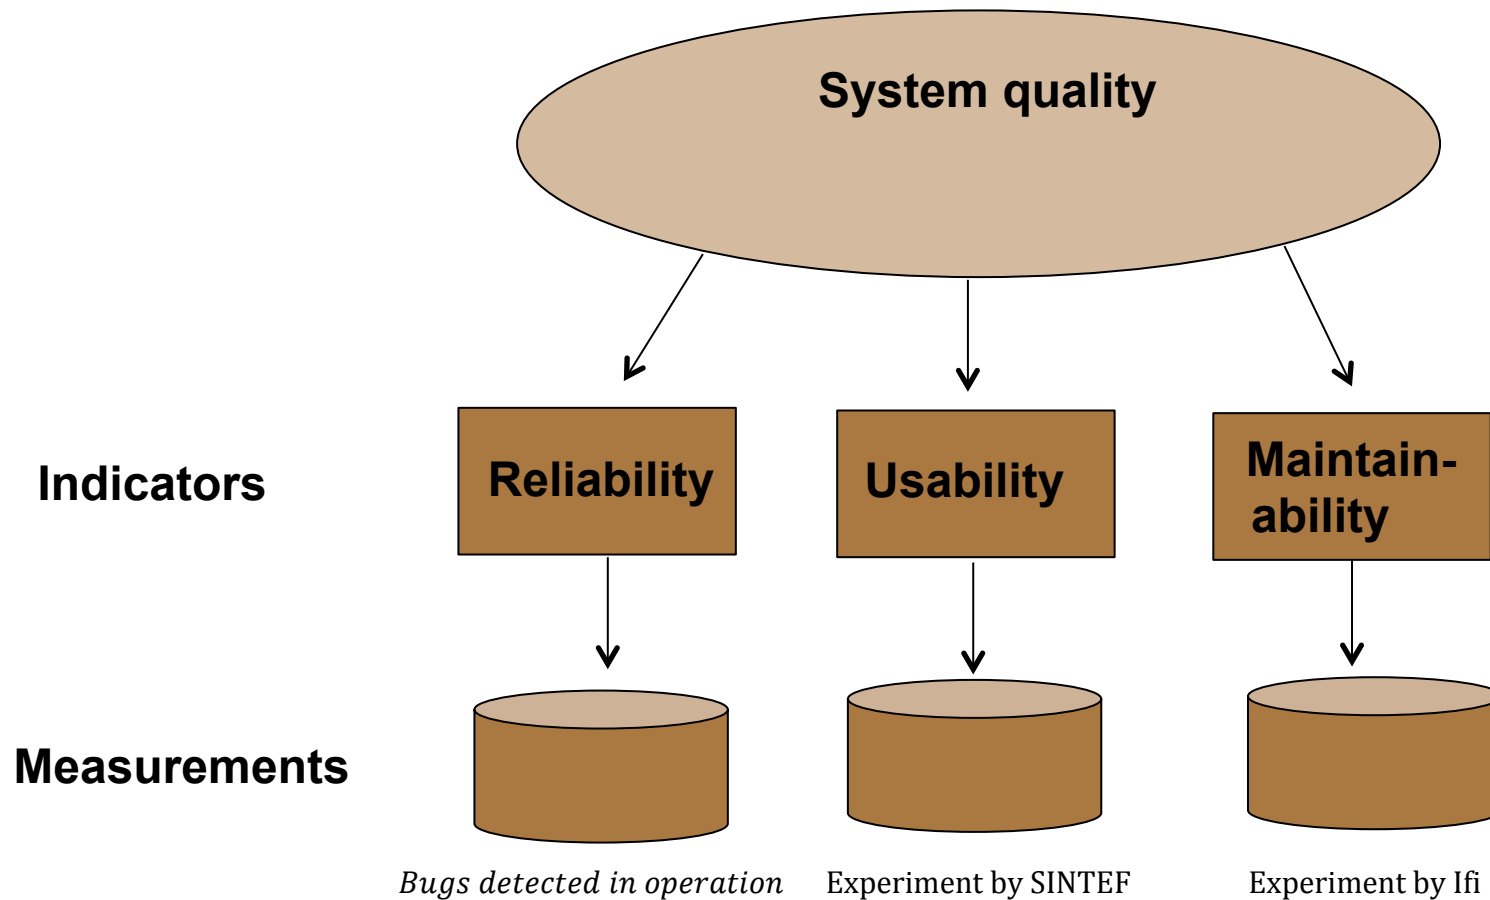 System quality
Indicators
Reliability
Usability
Maintain-
ability
Measurements
Bugs detected in operation
Experiment by SINTEF
Experiment by Ifi